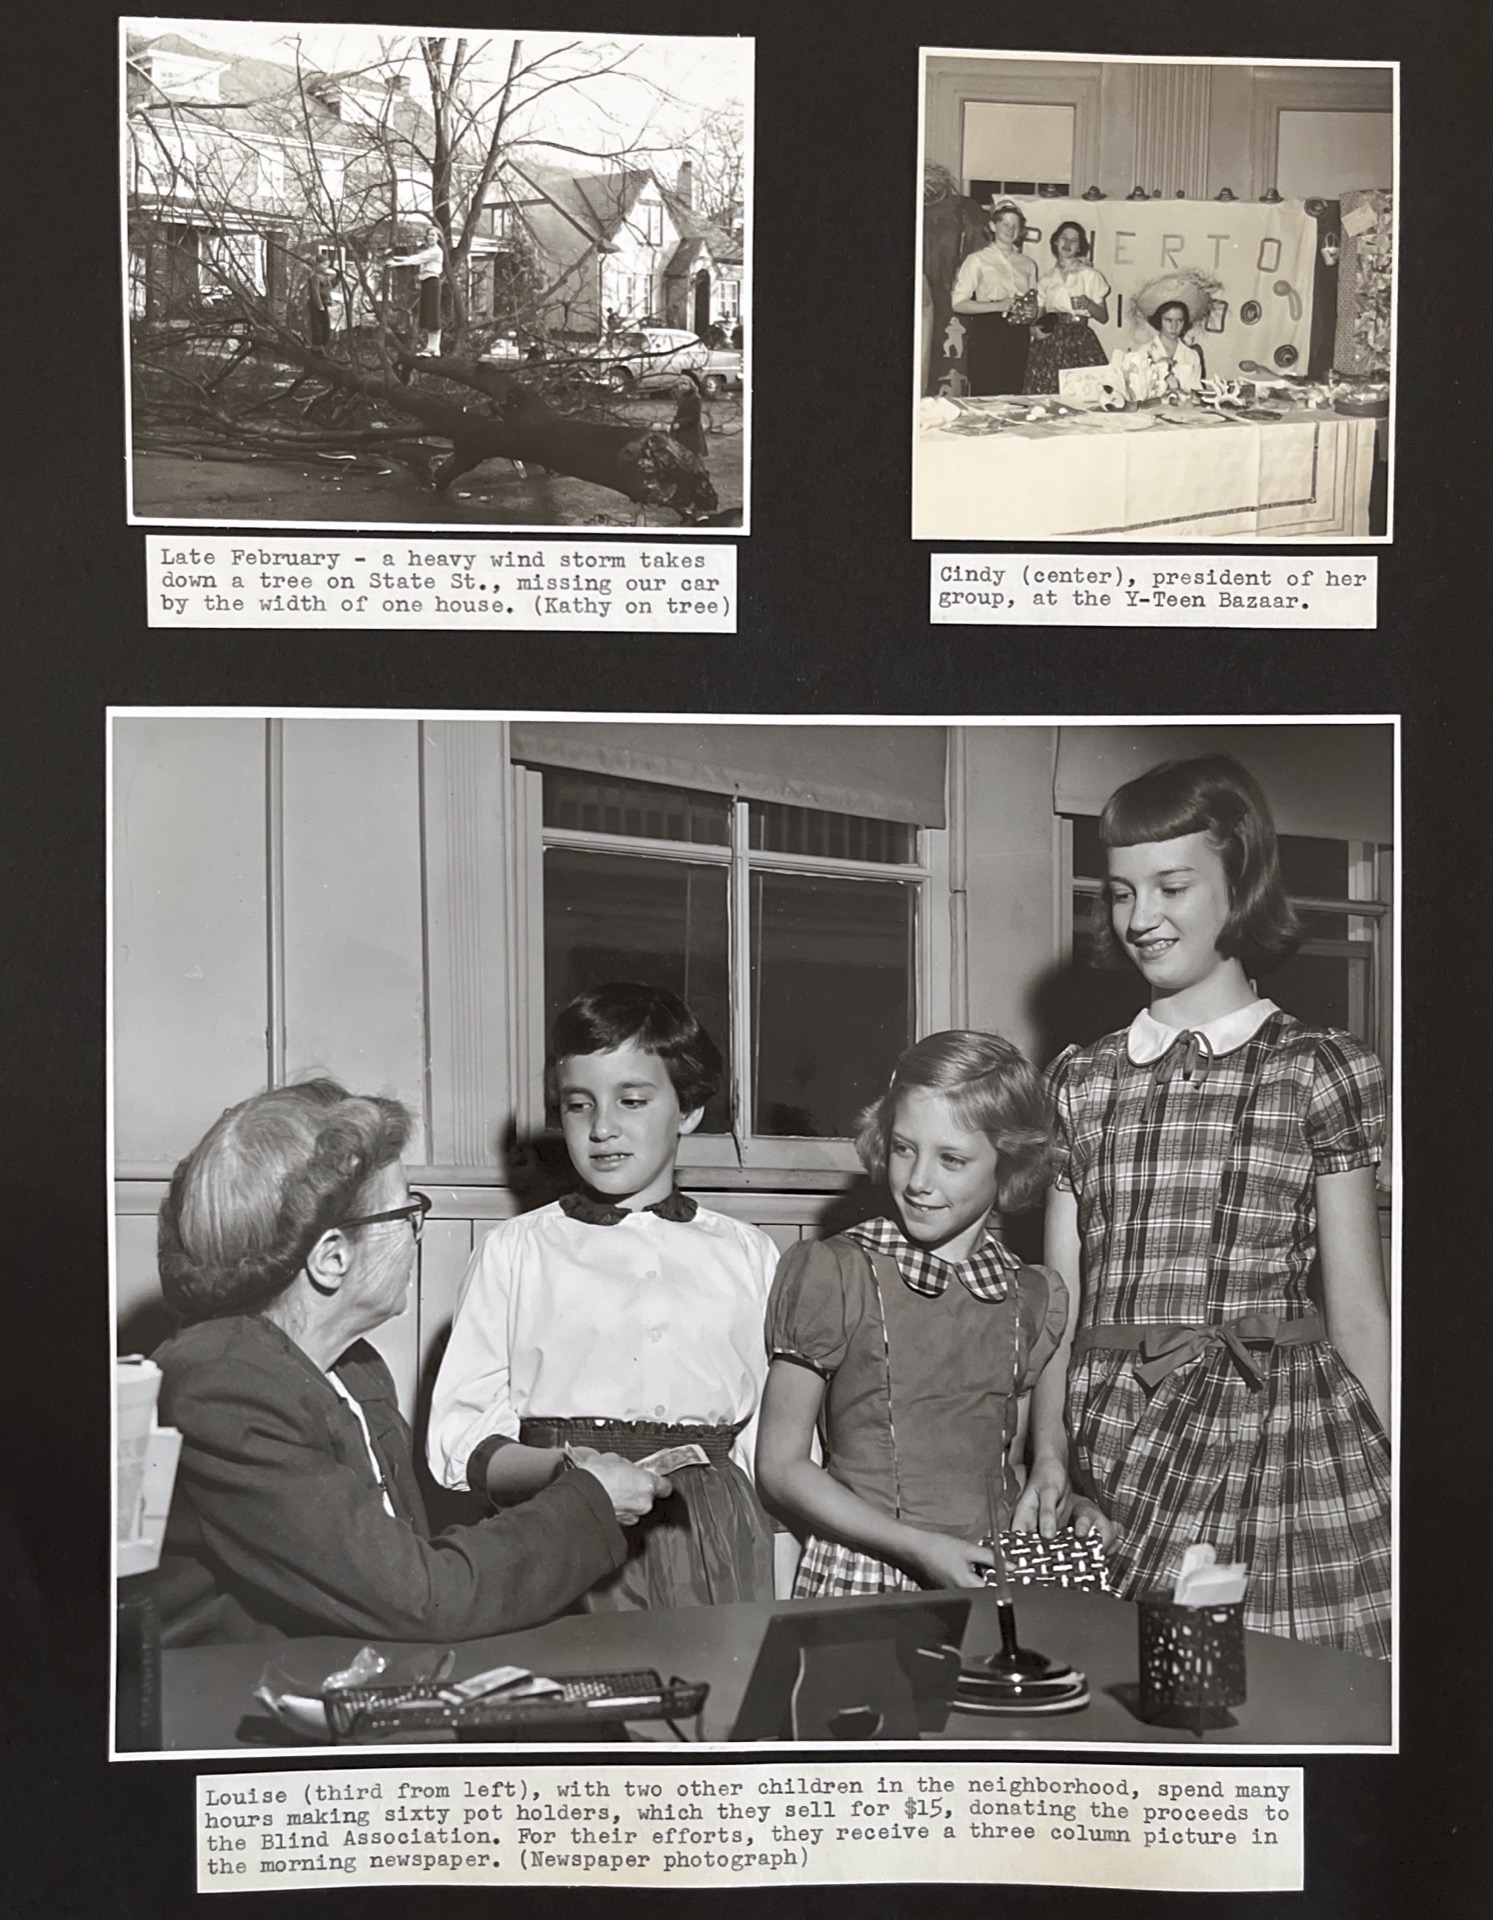 PUERTO
Late February - a heavy wind storm takes
down a tree on State St., missing our car
by the width of one house. (Kathy on tree)
Cindy (center), president of her
group, at the Y-Teen Bazaar.
Louise (third from left), with two other children in the neighborhood, spend many
hours making sixty pot holders, which they sell for $15, donating the proceeds to
the Blind Association. For their efforts, they receive a three column picture in
the morning newspaper. (Newspaper photograph)